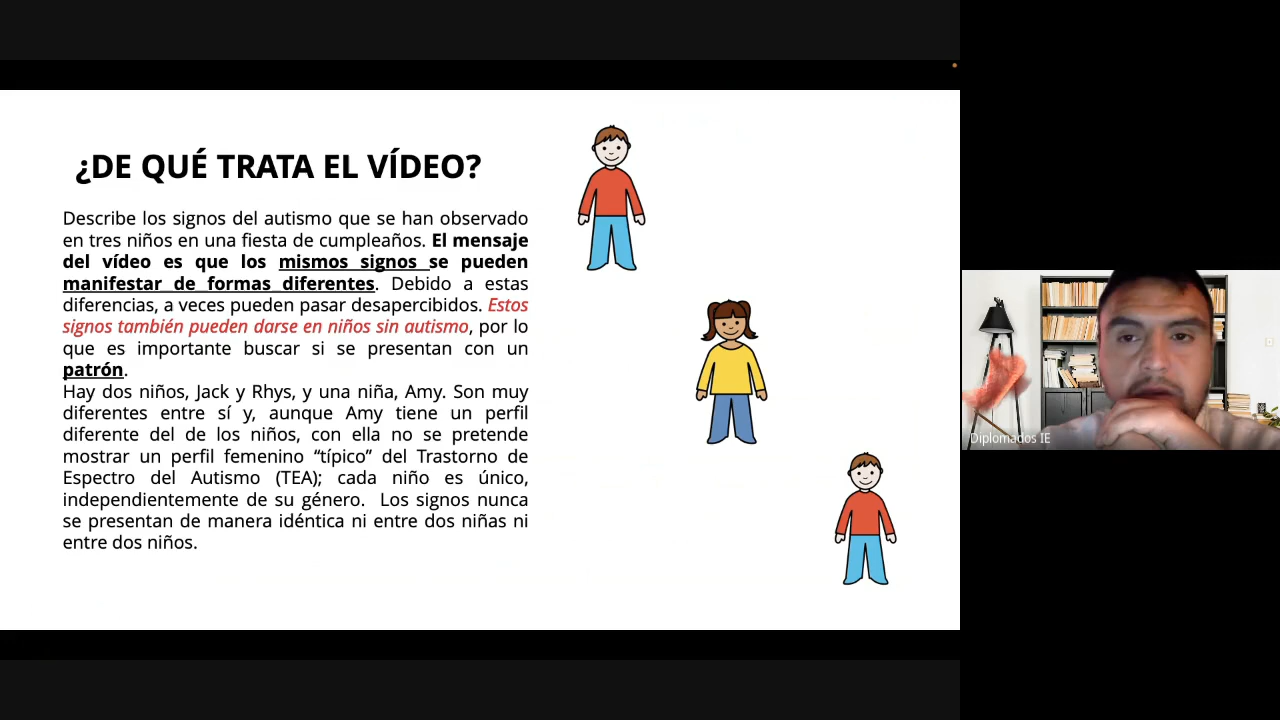 ¿DE QUÉ TRATA EL VÍDEO?
Describe los signos del autismo que se han observado
en tres niños en una fiesta de cumpleaños. El mensaje
del vídeo es que los mismos signos se pueden
manifestar de formas diferentes. Debido a estas
diferencias, a veces pueden pasar desapercibidos. Estos
signos también pueden darse en niños sin autismo, por lo
que es importante buscar si se presentan con un
patrón.
Hay dos niños, Jack y Rhys, y una niña, Amy. Son muy
diferentes entre sí y, aunque Amy tiene un perfil
diferente del de los niños, con ella no se pretende
mostrar un perfil femenino “típico” del Trastorno de
Espectro del Autismo (TEA); cada niño es único,
independientemente de su género. Los signos nunca
se presentan de manera idéntica ni entre dos niñas ni
entre dos niños.
Diplomados IE